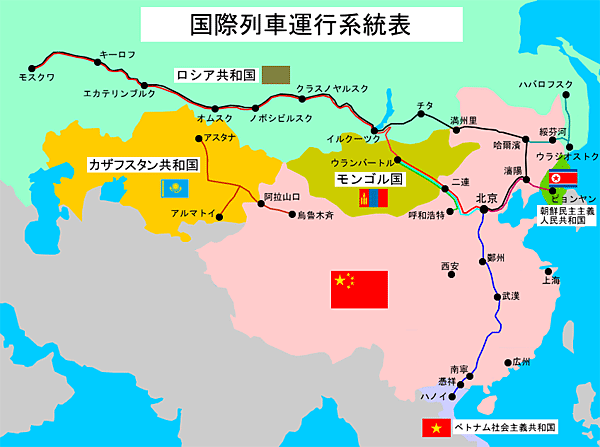 国際列車運行系統表
キーロフ
モスクワ
ロシア共和国
エカテリンブルク
クラスノヤルスク
ハバロフスク
チタ
オムスク
ノボシビルスク
満州里
イルクーツク
綏芬河
哈爾濱
ウラジオストク
アスタナ
カザフスタン共和国
ウランバートル
モンゴル国
瀋陽
二連
ピョンヤン
北京
阿拉山口
アルマトイ
烏魯木斉
呼和浩特
朝鮮民主主義
人民共和国
鄭州
西安
上海
武漢
広州
南寧
憑祥
ハノイ
ベトナム社会主義共和国